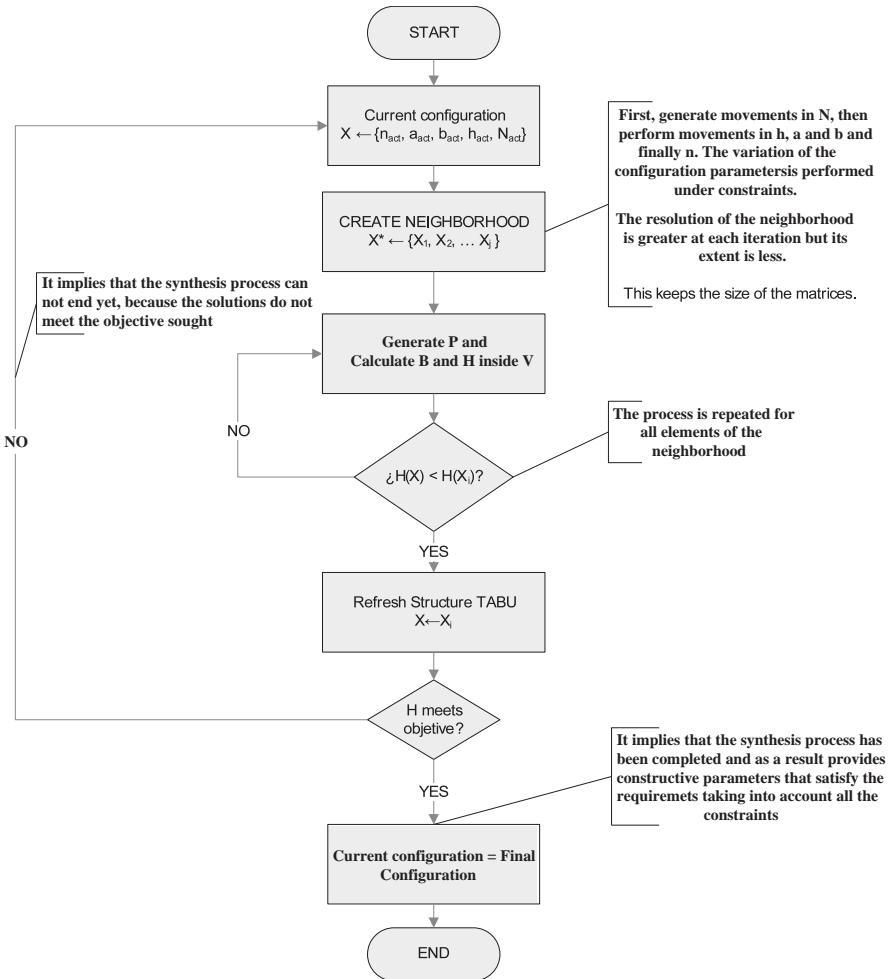 START
Current configuration
X ←{nact, aact, bact, hact, Nact}
First, generate movements in N, then
perform movements in h, a and b and
finally n. The variation of the
configuration parametersis performed
under constraints.
The resolution of the neighborhood
is greater at each iteration but its
extent is less.
This keeps the size of the matrices.
CREATE NEIGHBORHOOD
X* ← {X1, X2, ... Xj }
It implies that the synthesis process can
not end yet, because the solutions do not
meet the objective sought
Generate P and
Calculate B and H inside V
NO
NO
The process is repeated for
all elements of the
neighborhood
¿H(X) < H(Xi)?
YES
Refresh Structure TABU
X←Xi
H meets
objetive?
It implies that the synthesis process has
been completed and as a result provides
constructive parameters that satisfy the
requiremets taking into account all the
constraints
YES
Current configuration = Final
Configuration
END